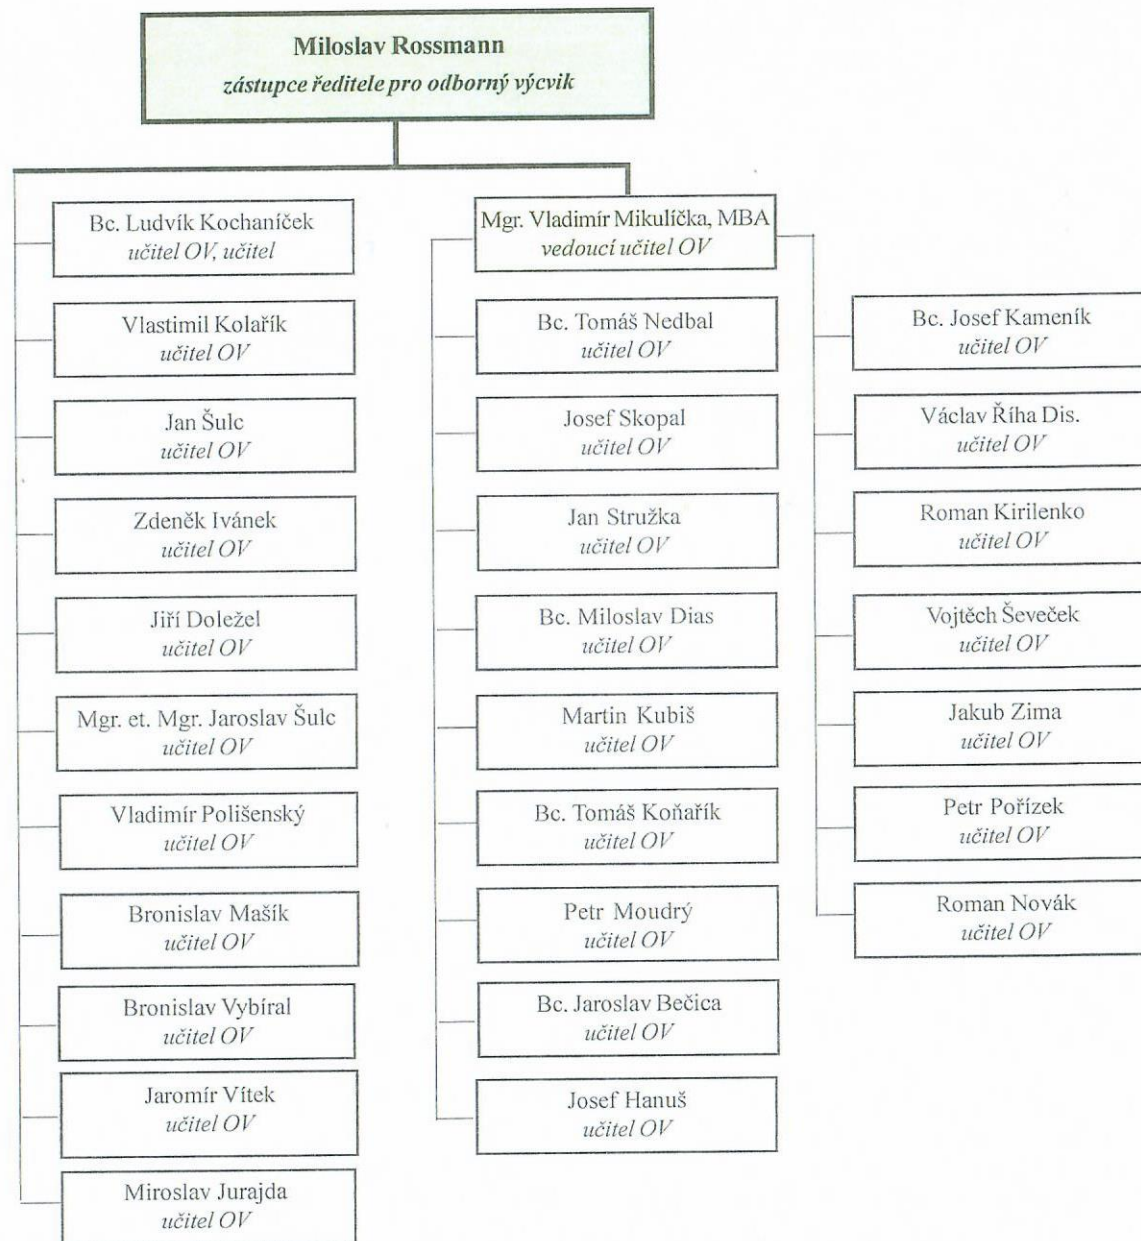 Miloslav Rossmann
zástupce ředitele pro odborný výcvik
Bc. Ludvík Kochaníček
učitel OV, učitel
Vlastimil Kolařík
učitel OV
Jan Šulc
učitel OV
Zdeněk Ivánek
učitel OV
Jiří Doležel
učitel OV
Mgr. et. Mgr. Jaroslav Šulc
učitel OV
Vladimír Polišenský
učitel OV
Bronislav Mašík
učitel OV
Bronislav Vybíral
učitel OV
Jaromír Vítek
učitel OV
Miroslav Jurajda
učitel OV
Mgr. Vladimír Mikulíčka, MBA
vedoucí učitel OV
Bc. Tomáš Nedbal
učitel OV
Josef Skopal
učitel OV
Jan Stružka
učitel OV
Bc. Miloslav Dias
učitel OV
Martin Kubiš
učitel OV
Bc. Tomáš Koňařík
učitel OV
Petr Moudrý
učitel OV
Bc. Jaroslav Bečica
učitel OV
Josef Hanuš
učitel OV
Bc. Josef Kameník
učitel OV
Václav Říha Dis.
učitel OV
Roman Kirilenko
učitel OV
Vojtěch Ševeček
učitel OV
Jakub Zima
učitel OV
Petr Pořízek
učitel OV
Roman Novák
učitel OV